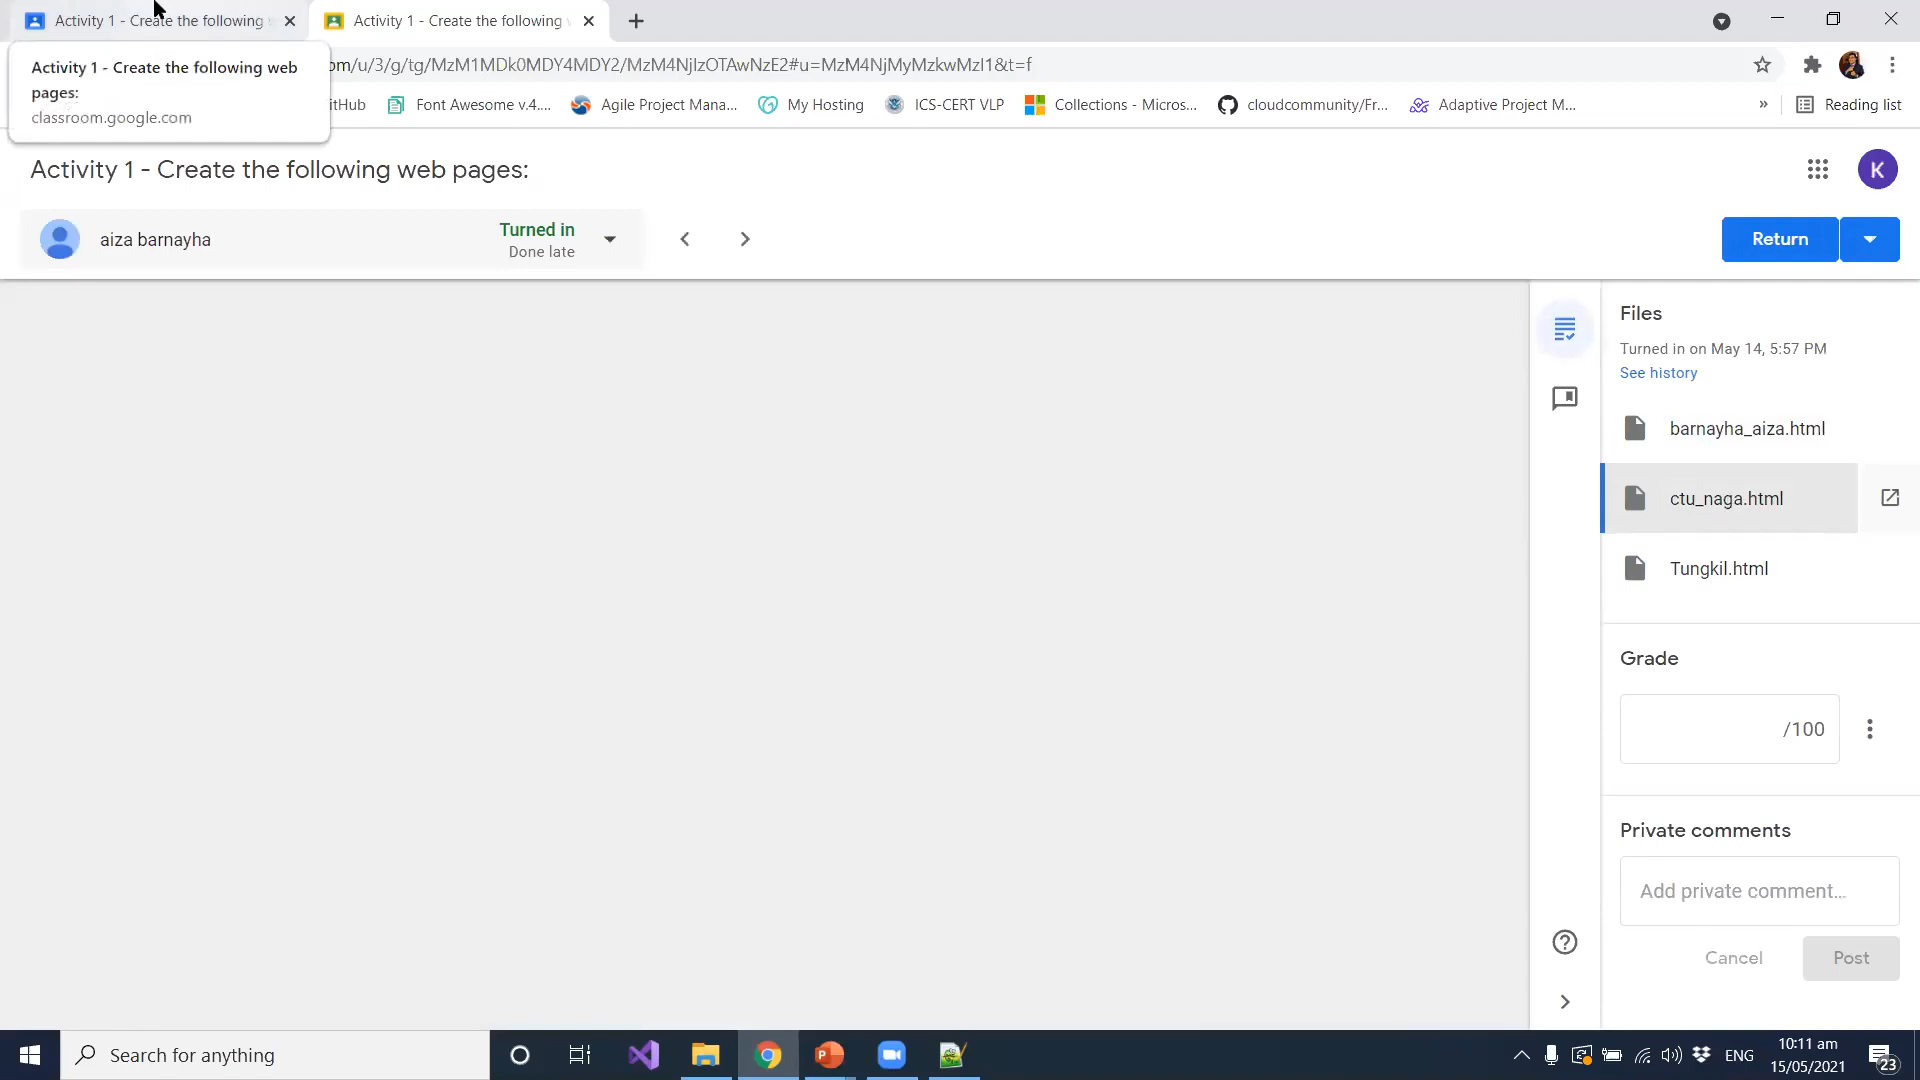 Activity 1 - Create the following
Activity 1 - Create the following
Activity 1 - Create the following web
pages:
classroom.google.com
om/u/3/g/tg/MzM1MDk0MDY4MDY2/MzM4NjIzOTAwNzE2#u=MzM4NjMyMzkwMzI1&t=f
itHub
Font Awesome v.4....
Agile Project Mana...
My Hosting
ICS-CERT VLP
Collections - Micros...
cloudcommunity/Fr...
Adaptive Project M...
»
Reading list
Activity 1 - Create the following web pages:
K
aiza barnayha
Turned in
Done late
Return
Files
Turned in on May 14, 5:57 PM
See history
barnayha_aiza.html
ctu_naga.html
Tungkil.html
Grade
/100
Private comments
Add private comment...
Cancel
Post
Search for anything
ENG
10:11 am
15/05/2021
23